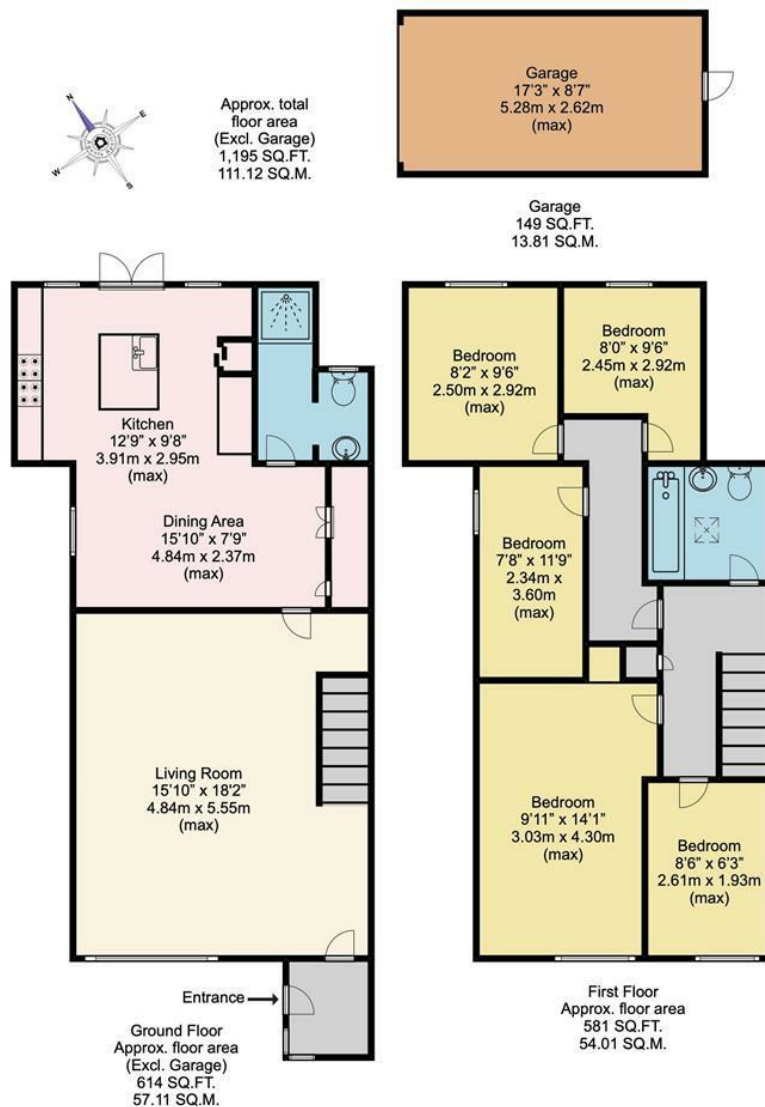 N
E
W
S
Approx. total
floor area
(Excl. Garage)
1,195 SQ.FT.
111.12 SQ.M.
Garage
17'3" x 8'7"
5.28m x 2.62m
(max)
Garage
149 SQ.FT.
13.81 SQ.M.
Kitchen
12'9" x 9'8"
3.91m x 2.95m
(max)
Dining Area
15'10" x 7'9"
4.84m x 2.37m
(max)
Living Room
15'10" x 18'2"
4.84m x 5.55m
(max)
Entrance
Ground Floor
Approx. floor area
(Excl. Garage)
614 SQ.FT.
57.11 SQ.M.
Bedroom
8'2" x 9'6"
2.50m x 2.92m
(max)
Bedroom
8'0" x 9'6"
2.45m x 2.92m
(max)
Bedroom
7'8" x 11'9"
2.34m x
3.60m
(max)
Bedroom
9'11" x 14'1"
3.03m x 4.30m
(max)
Bedroom
8'6" x 6'3"
2.61m x 1.93m
(max)
First Floor
Approx. floor area
581 SQ.FT.
54.01 SQ.M.